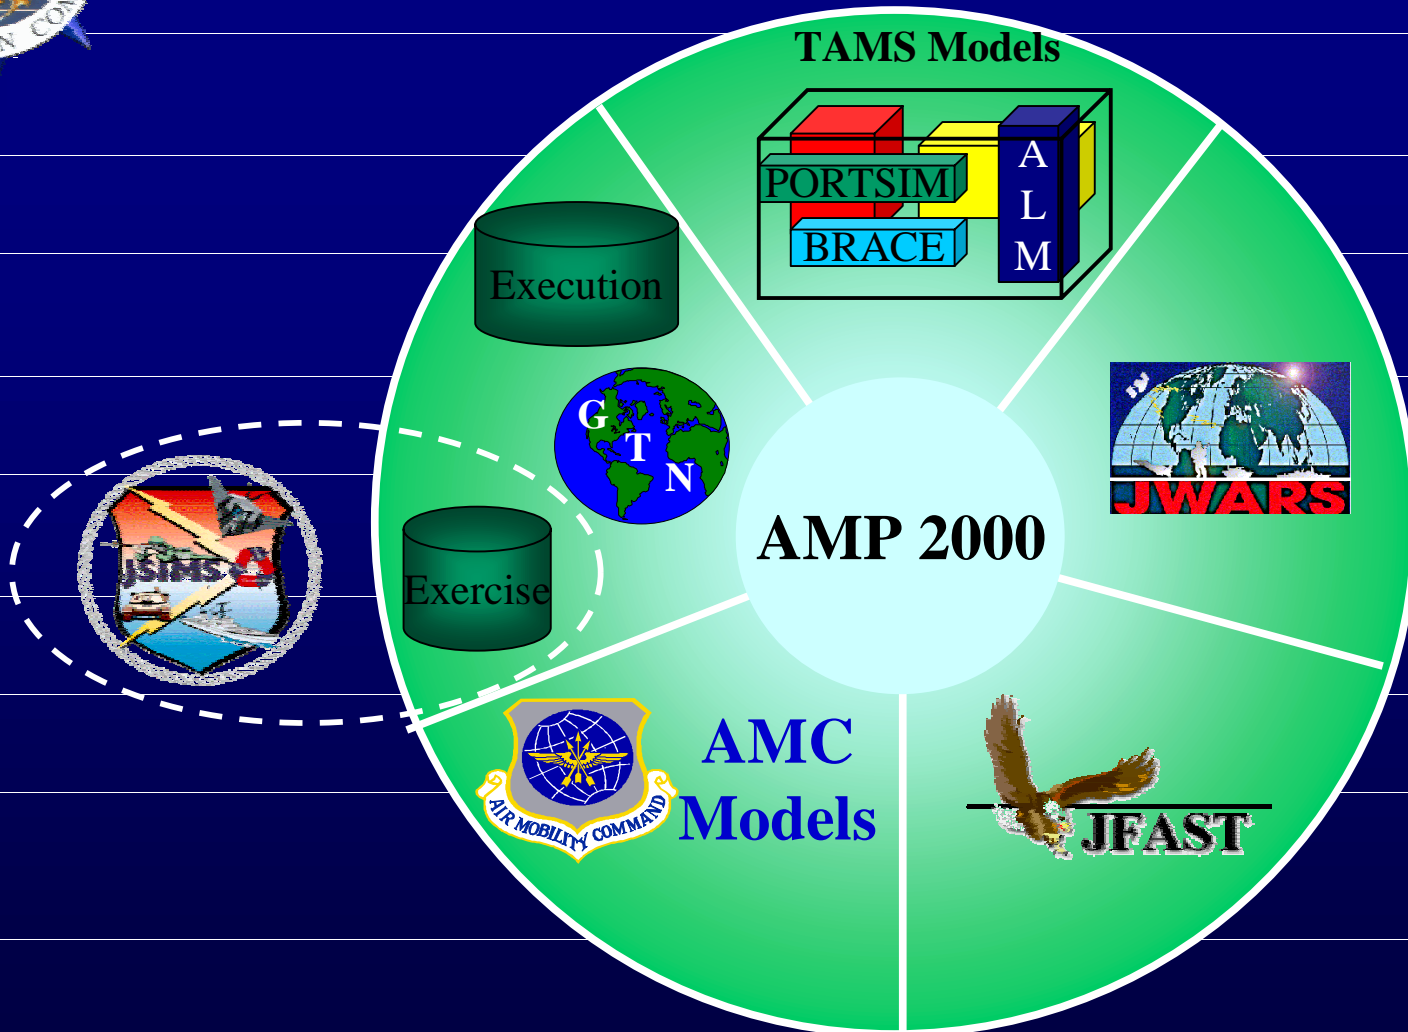 TAMS Models
PORTSIM
BRACE
A
L
M
Execution
G
T
N
JWARS
AMP 2000
JSIMS
Exercise
AMC
Models
AIR MOBILITY COMMAND
JFAST